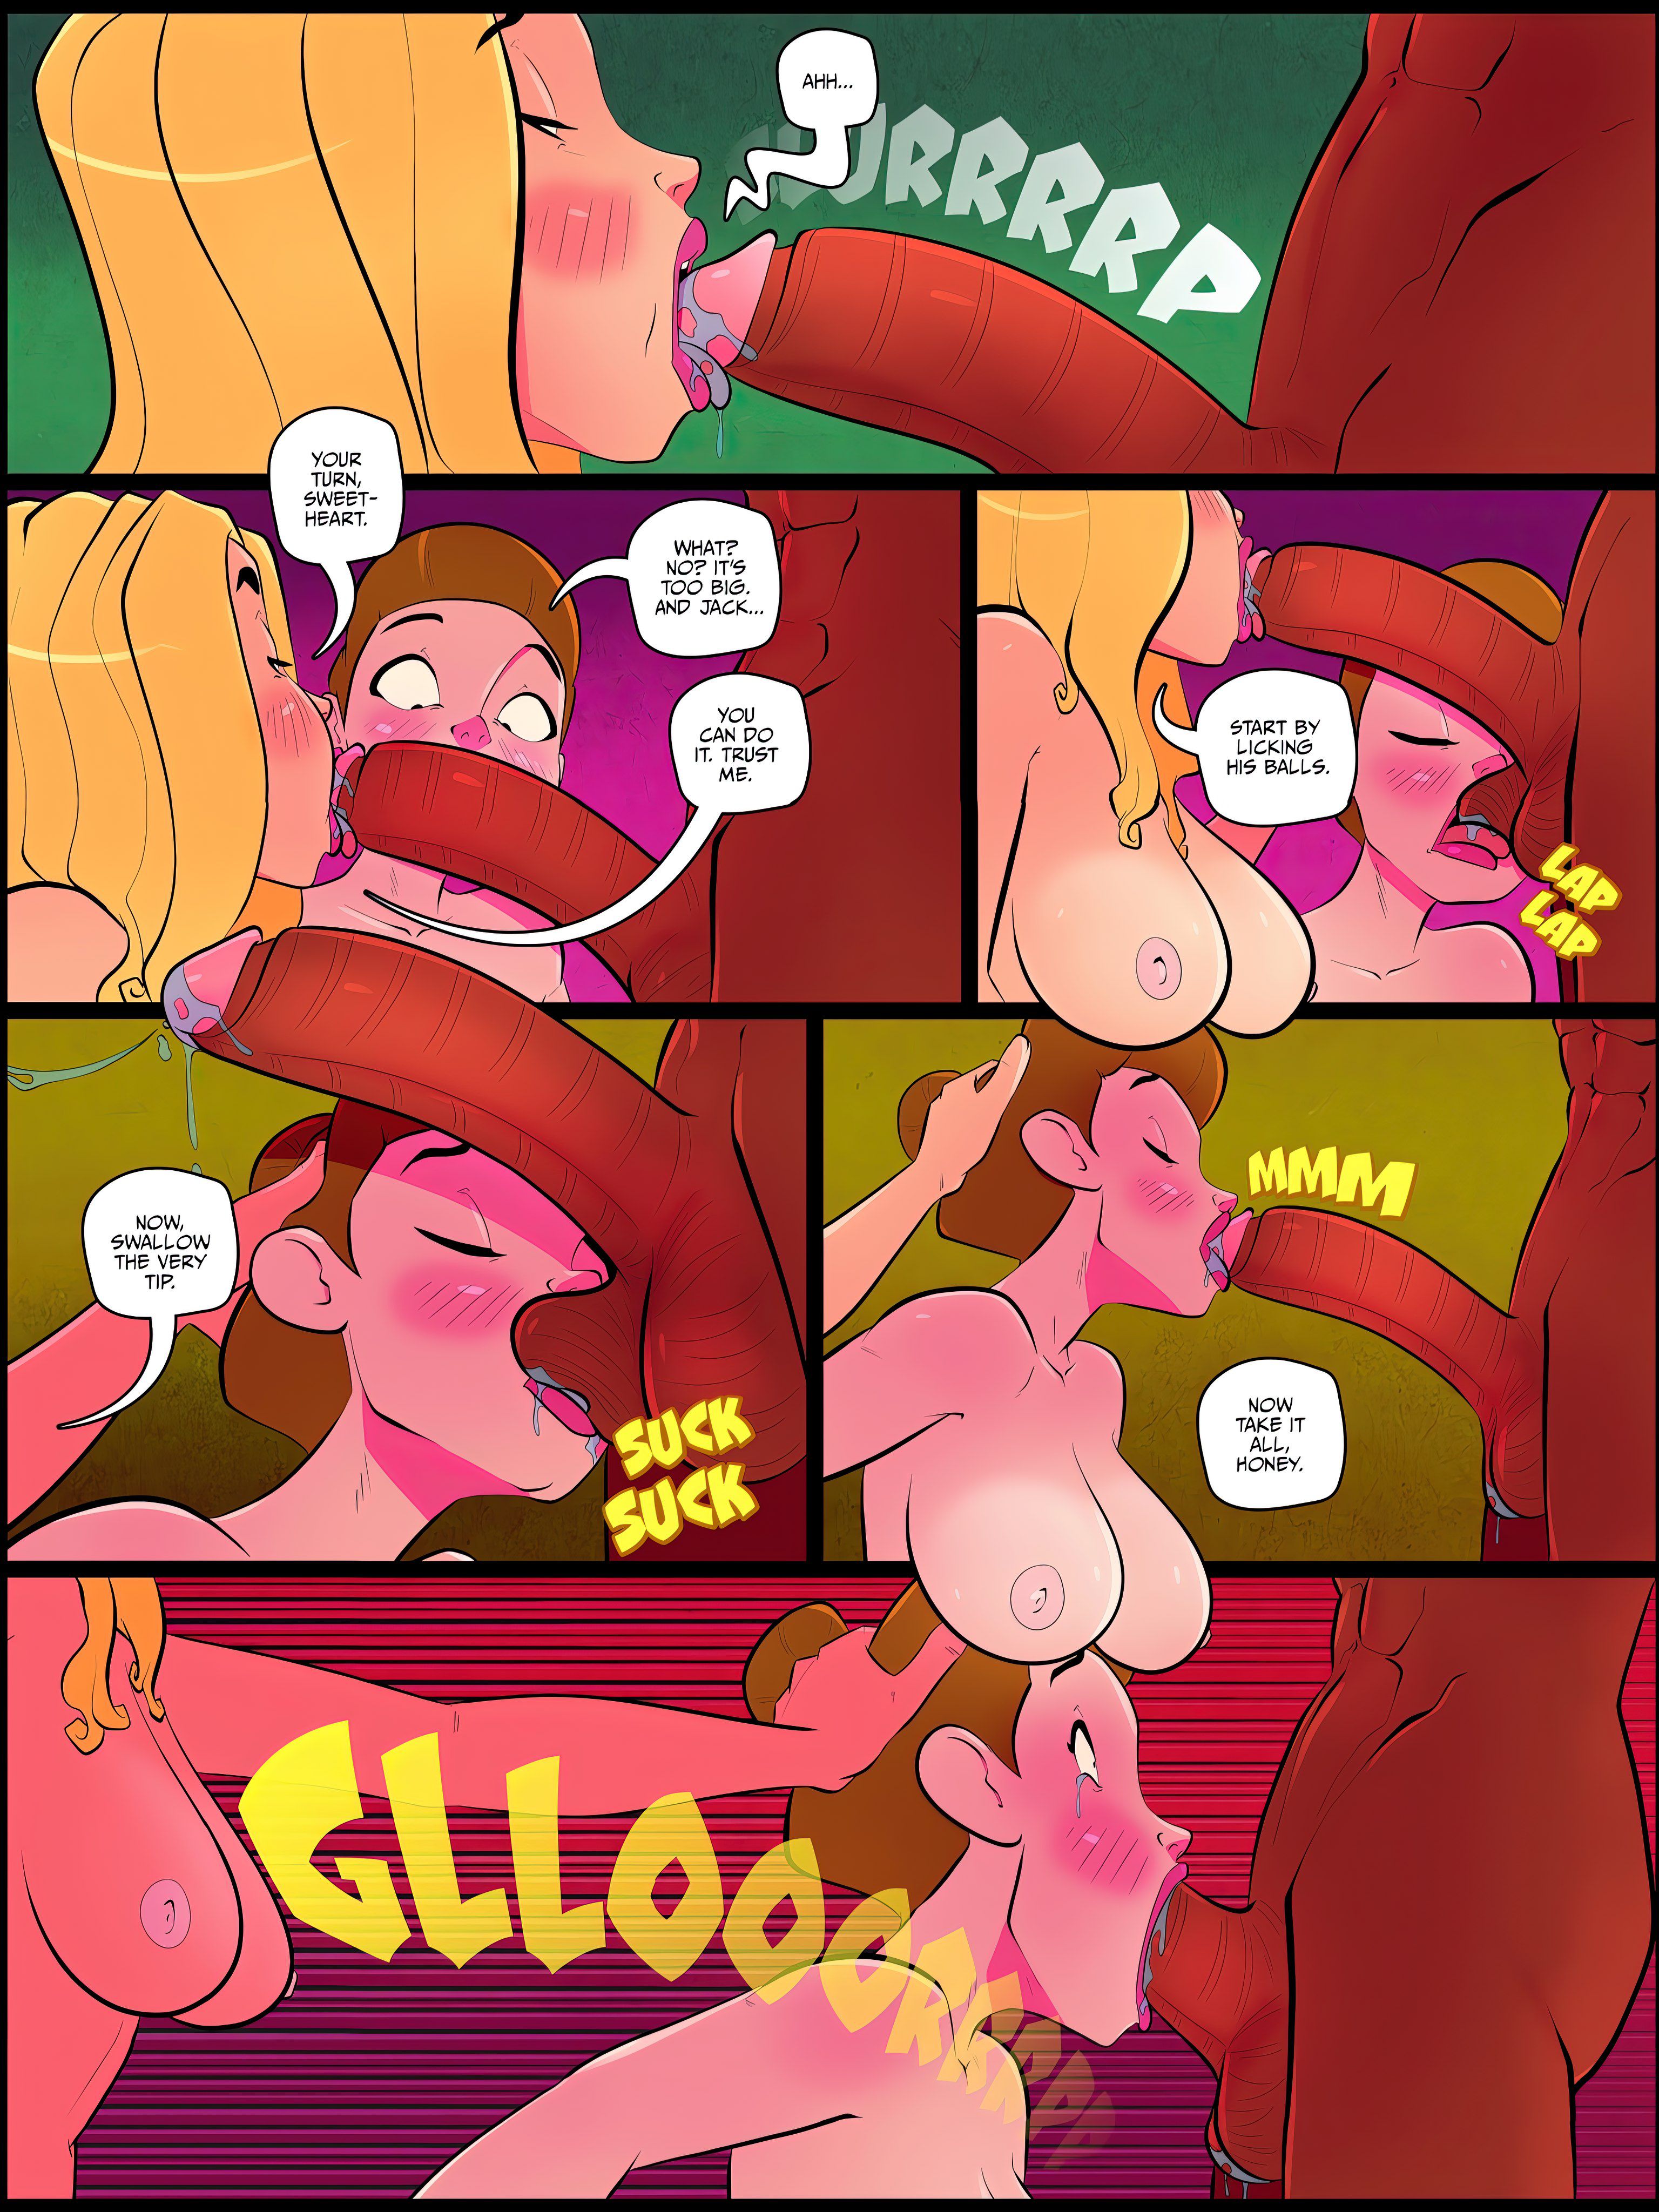 AHH...
URRRRP
YOUR
TURN,
SWEET-
HEART.
WHAT?
NO? IT'S
TOO BIG.
AND JACK...
YOU
CAN DO
IT. TRUST
ME.
START BY
LICKING
HIS BALLS.
LAP
LAP
NOW,
SWALLOW
THE VERY
TIP.
SUCK
SUCK
MMM
NOW
TAKE IT
ALL,
HONEY.
GLLOOORRRPP